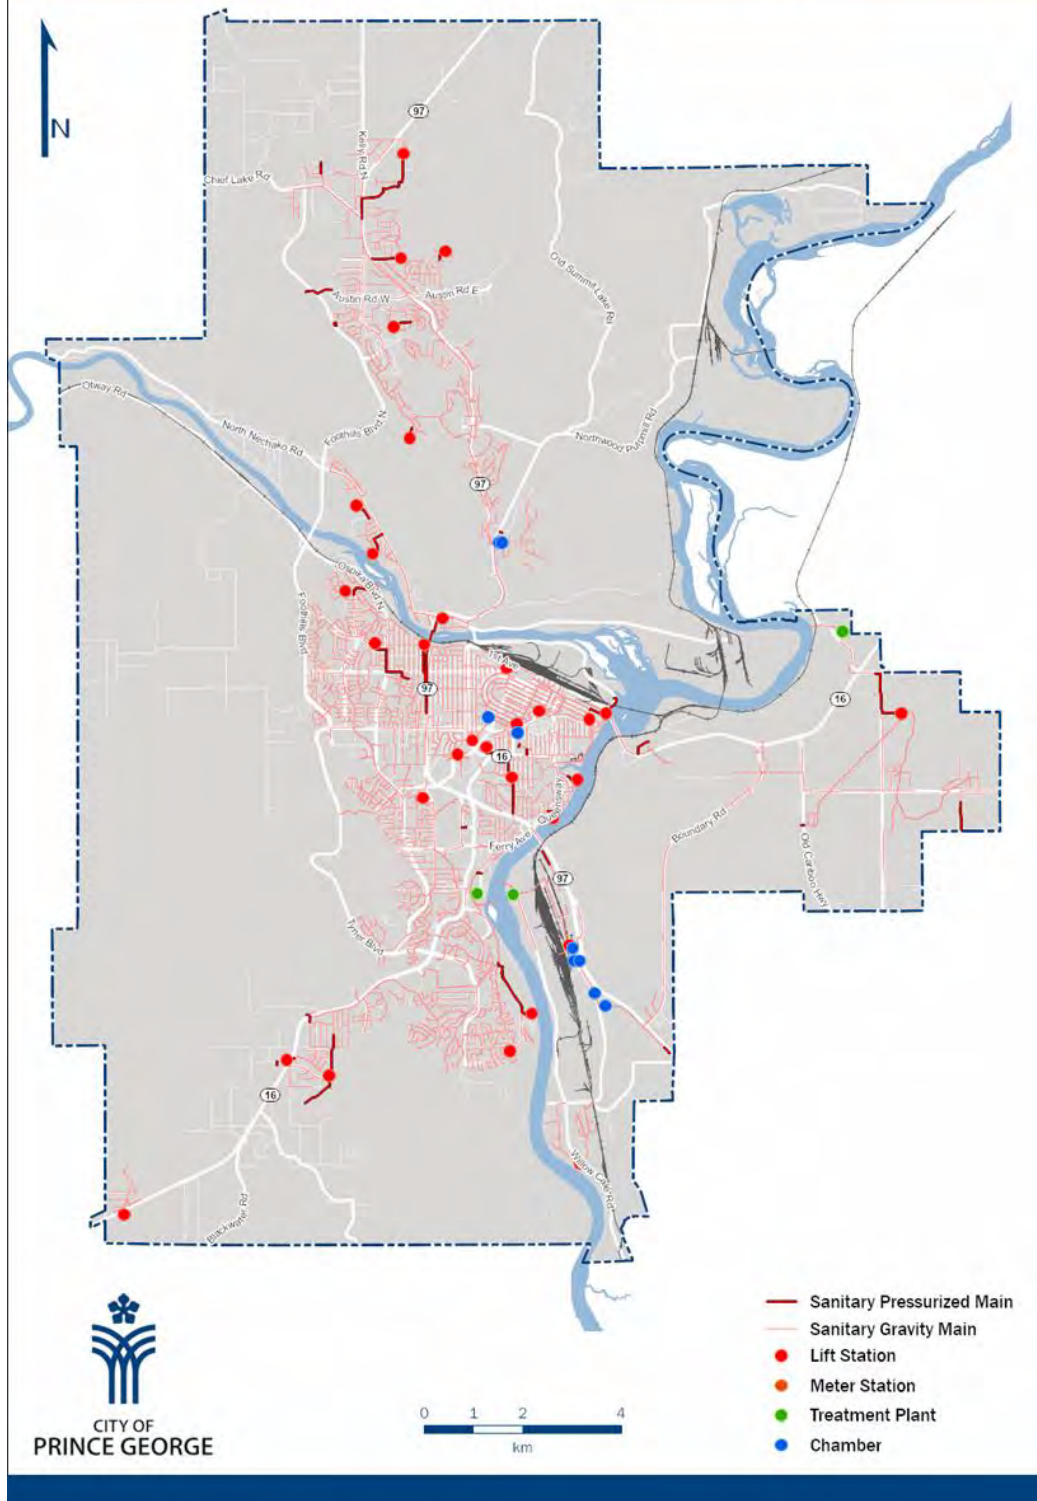 97
N
Kelly Rd N
Chief Lake Rd
Old Summit Lake Rd
Austin Rd W
Austin Rd E
Otway Rd
North Nechako Rd
Foothills Blvd N
Northwood Pulpmill Rd
97
Ospika Blvd N
Foothills Blvd
1st Ave
97
16
16
Queensway
Boundary Rd
Ferry Ave
Old Cariboo Hwy
97
Tyner Blvd
16
Willow Cale Rd
Blackwater Rd
Sanitary Pressurized Main
Sanitary Gravity Main
Lift Station
Meter Station
Treatment Plant
Chamber
0 1 2 4
km
CITY OF
PRINCE GEORGE